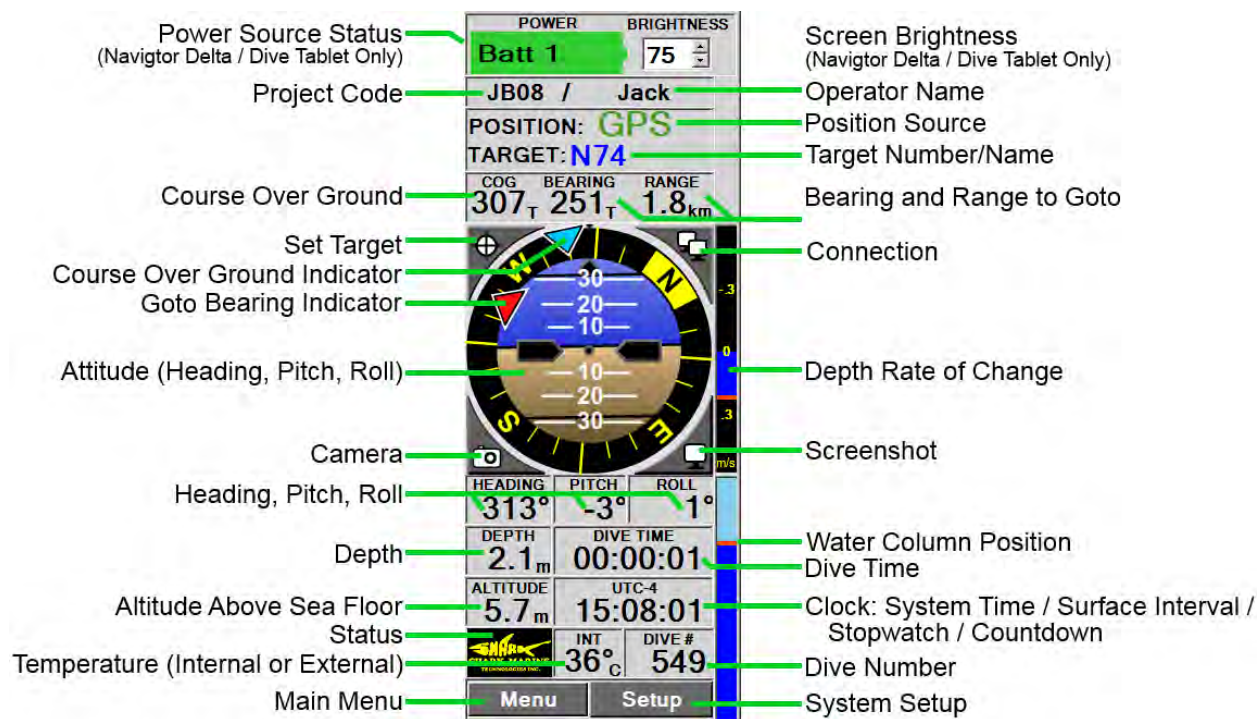 Power Source Status
(Navigtor Delta / Dive Tablet Only)
Project Code
Course Over Ground
Set Target
Course Over Ground Indicator
Goto Bearing Indicator
Attitude (Heading, Pitch, Roll)
Camera
Heading, Pitch, Roll
Depth
Altitude Above Sea Floor
Status
Temperature (Internal or External)
Main Menu
POWER BRIGHTNESS
Batt 1 75
JB08 / Jack
POSITION: GPS
TARGET: N74
COG BEARING RANGE
307T 251T 1.8km
W N
30
20
10
10
20
30
S E
-.3
0
.3
m/s
HEADING PITCH ROLL
313° -3° 1°
DEPTH DIVE TIME
2.1m 00:00:01
ALTITUDE UTC-4
5.7m 15:08:01
SHARK
SHARK MARINE
TECHNOLOGIES INC.
INT DIVE #
36°C 549
Menu Setup
Screen Brightness
(Navigtor Delta / Dive Tablet Only)
Operator Name
Position Source
Target Number/Name
Bearing and Range to Goto
Connection
Depth Rate of Change
Screenshot
Water Column Position
Dive Time
Clock: System Time / Surface Interval /
Stopwatch / Countdown
Dive Number
System Setup